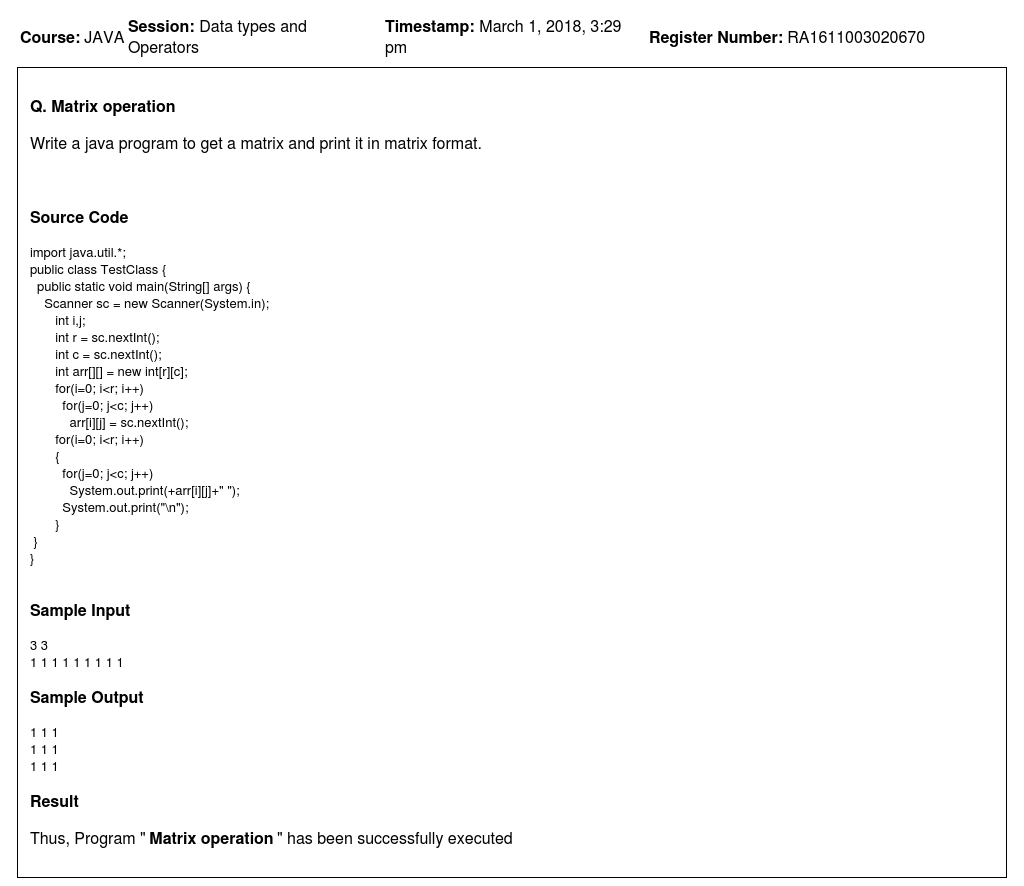 Course: JAVA Session: Data types and Operators Timestamp: March 1, 2018, 3:29 pm Register Number: RA1611003020670
Q. Matrix operation
Write a java program to get a matrix and print it in matrix format.
Source Code
import java.util.*;
public class TestClass {
  public static void main(String[] args) {
    Scanner sc = new Scanner(System.in);
       int i,j;
       int r = sc.nextInt();
       int c = sc.nextInt();
       int arr[][] = new int[r][c];
       for(i=0; i<r; i++)
         for(j=0; j<c; j++)
           arr[i][j] = sc.nextInt();
       for(i=0; i<r; i++)
       {
         for(j=0; j<c; j++)
           System.out.print(+arr[i][j]+" ");
         System.out.print("\n");
       }
 }
}
Sample Input
3 3
1 1 1 1 1 1 1 1 1
Sample Output
1 1 1
1 1 1
1 1 1
Result
Thus, Program " Matrix operation " has been successfully executed